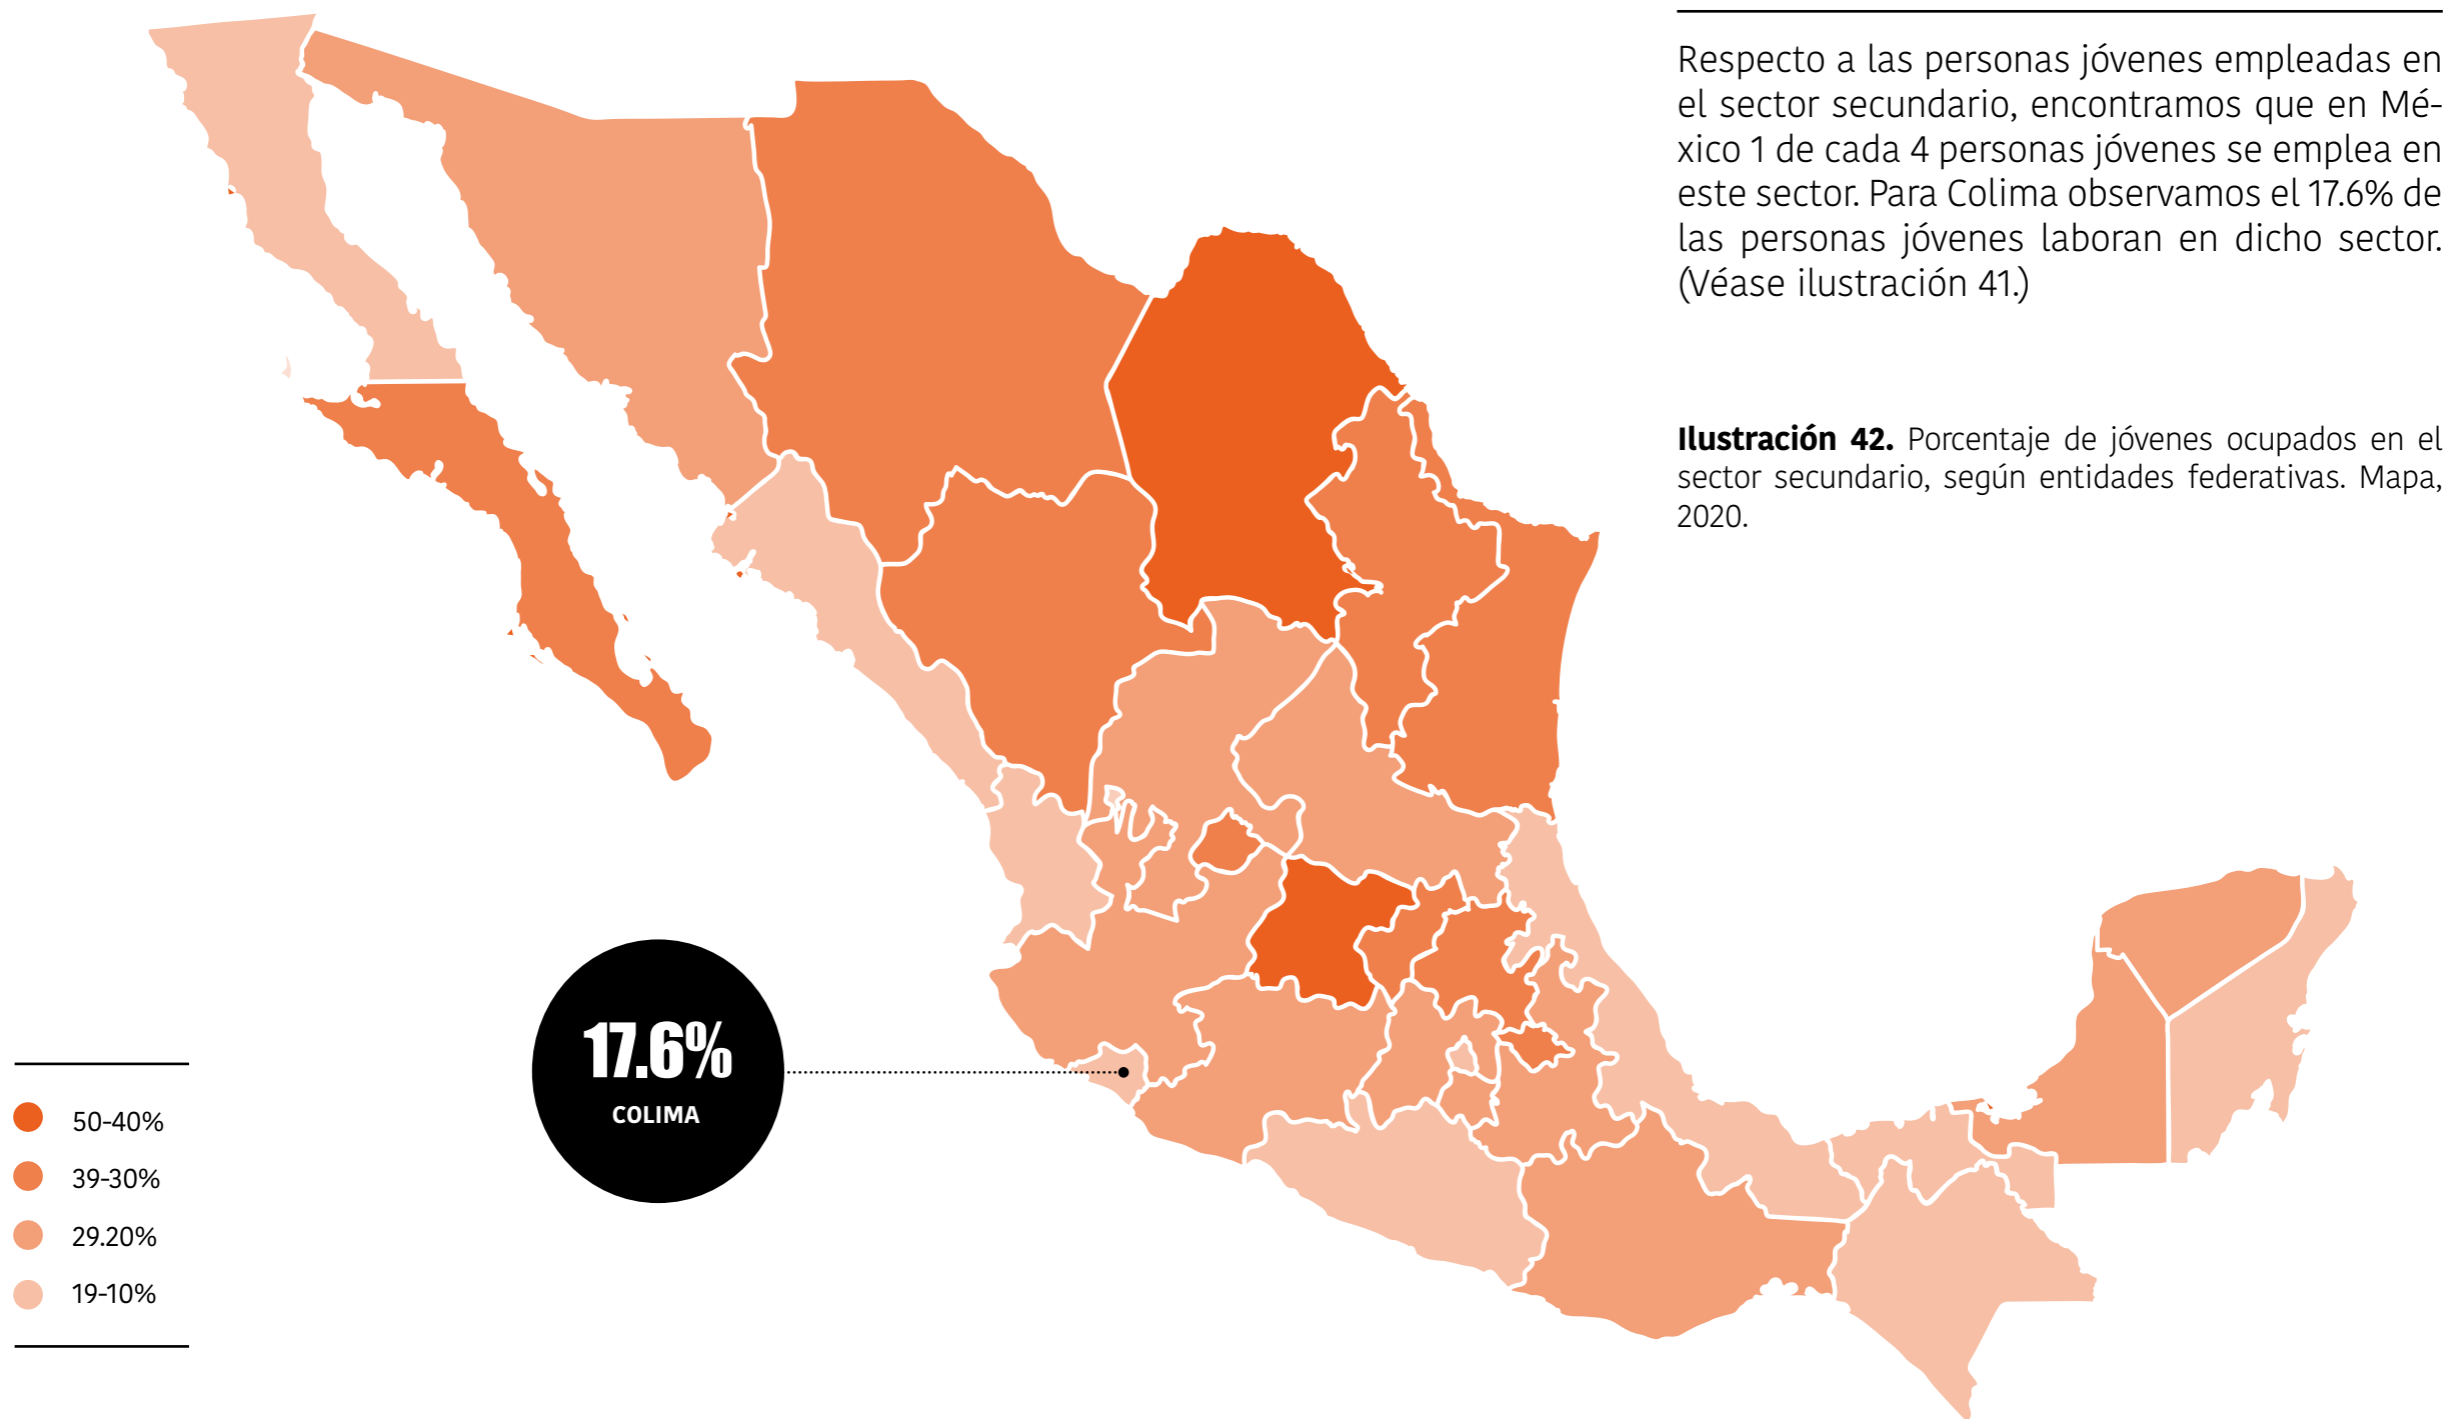 Respecto a las personas jóvenes empleadas en
el sector secundario, encontramos que en Mé-
xico 1 de cada 4 personas jóvenes se emplea en
este sector. Para Colima observamos el 17.6% de
las personas jóvenes laboran en dicho sector.
(Véase ilustración 41.)
Ilustración 42. Porcentaje de jóvenes ocupados en el
sector secundario, según entidades federativas. Mapa,
2020.
17.6%
COLIMA
50-40%
39-30%
29.20%
19-10%